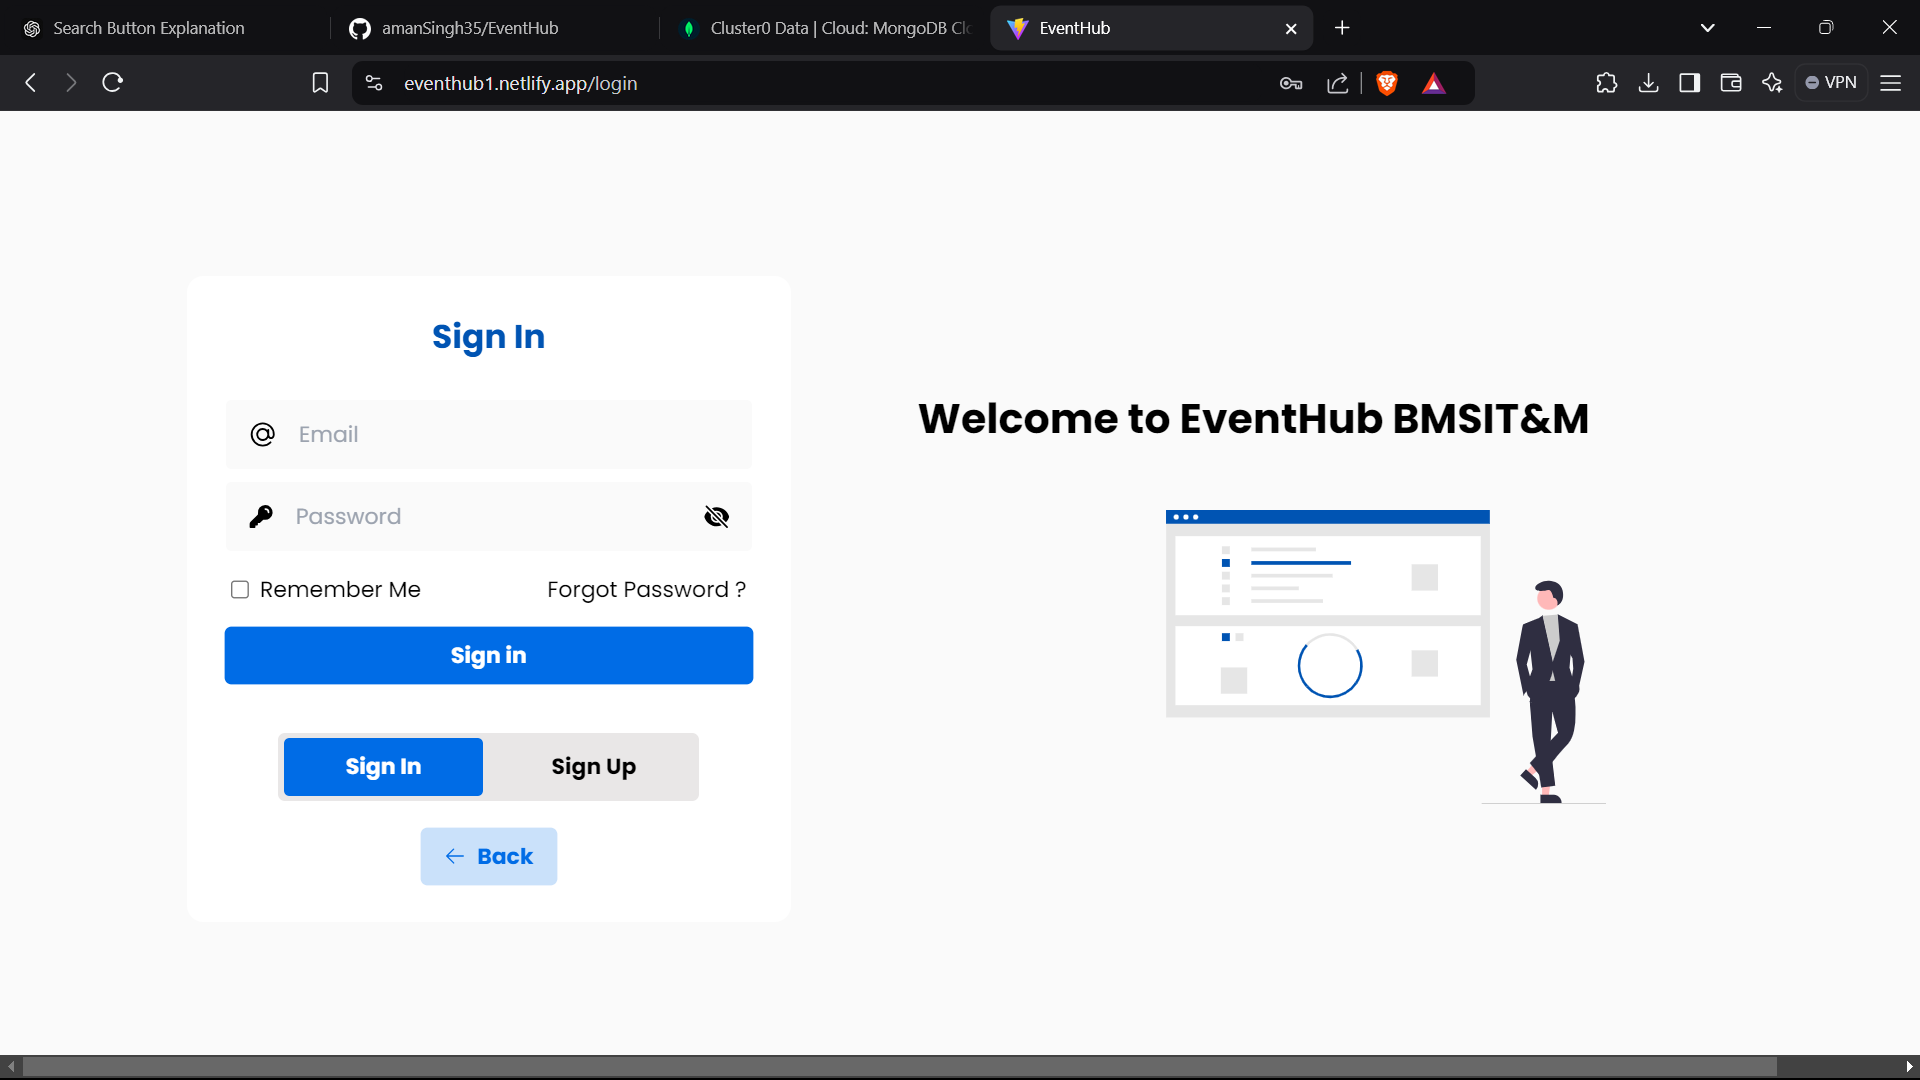 Search Button Explanation
amanSingh35/EventHub
Cluster0 Data | Cloud: MongoDB Clo
EventHub
eventhub1.netlify.app/login
VPN
Sign In
Email
Password
Remember Me
Forgot Password ?
Sign in
Sign In
Sign Up
Back
Welcome to EventHub BMSIT&M